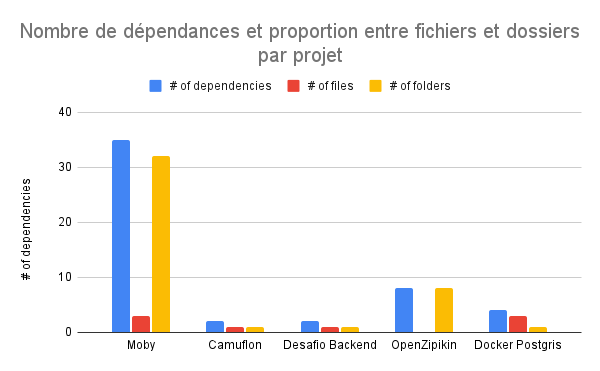 Nombre de dépendances et proportion entre fichiers et dossiers
par projet
# of dependencies # of files # of folders
40
30
20
10
0
# of dependencies
Moby Camuflon Desafio Backend OpenZipikin Docker Postgris